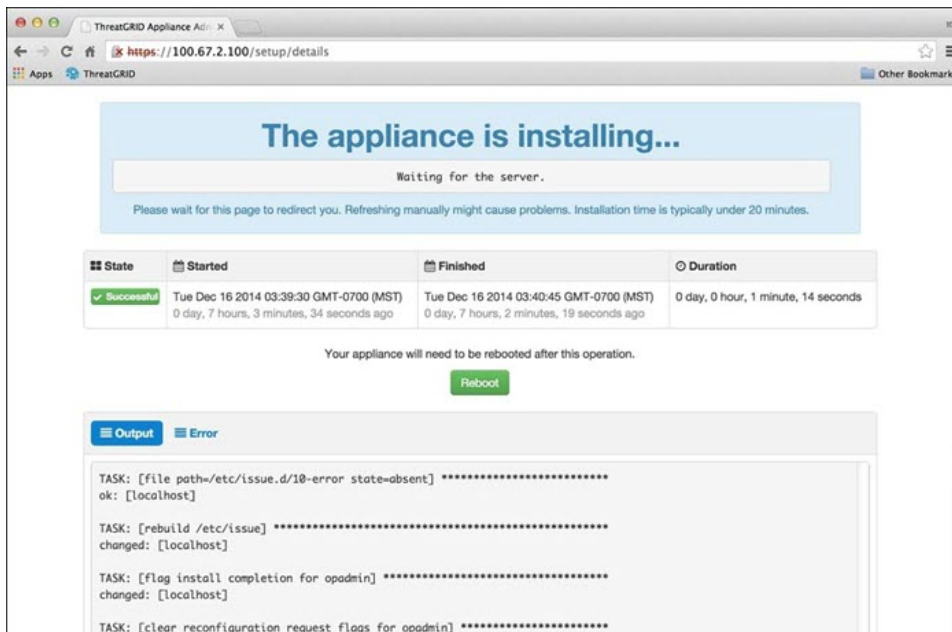 ThreatGRID Appliance Adn
https://100.67.2.100/setup/details
Apps ThreatGRID Other Bookmark
The appliance is installing...
Waiting for the server.
Please wait for this page to redirect you. Refreshing manually might cause problems. Installation time is typically under 20 minutes.
State Started Finished Duration
Successful Tue Dec 16 2014 03:39:30 GMT-0700 (MST) Tue Dec 16 2014 03:40:45 GMT-0700 (MST) 0 day, 0 hour, 1 minute, 14 seconds
0 day, 7 hours, 3 minutes, 34 seconds ago 0 day, 7 hours, 2 minutes, 19 seconds ago
Your appliance will need to be rebooted after this operation.
Reboot
Output Error
TASK: [file path=/etc/issue.d/10-error state=absent] ***************************
ok: [localhost]
TASK: [rebuild /etc/issue] *****************************************************
changed: [localhost]
TASK: [flag install completion for opadmin] ************************************
changed: [localhost]
TASK: [clear reconfiguration request flags for opadmin] ************************